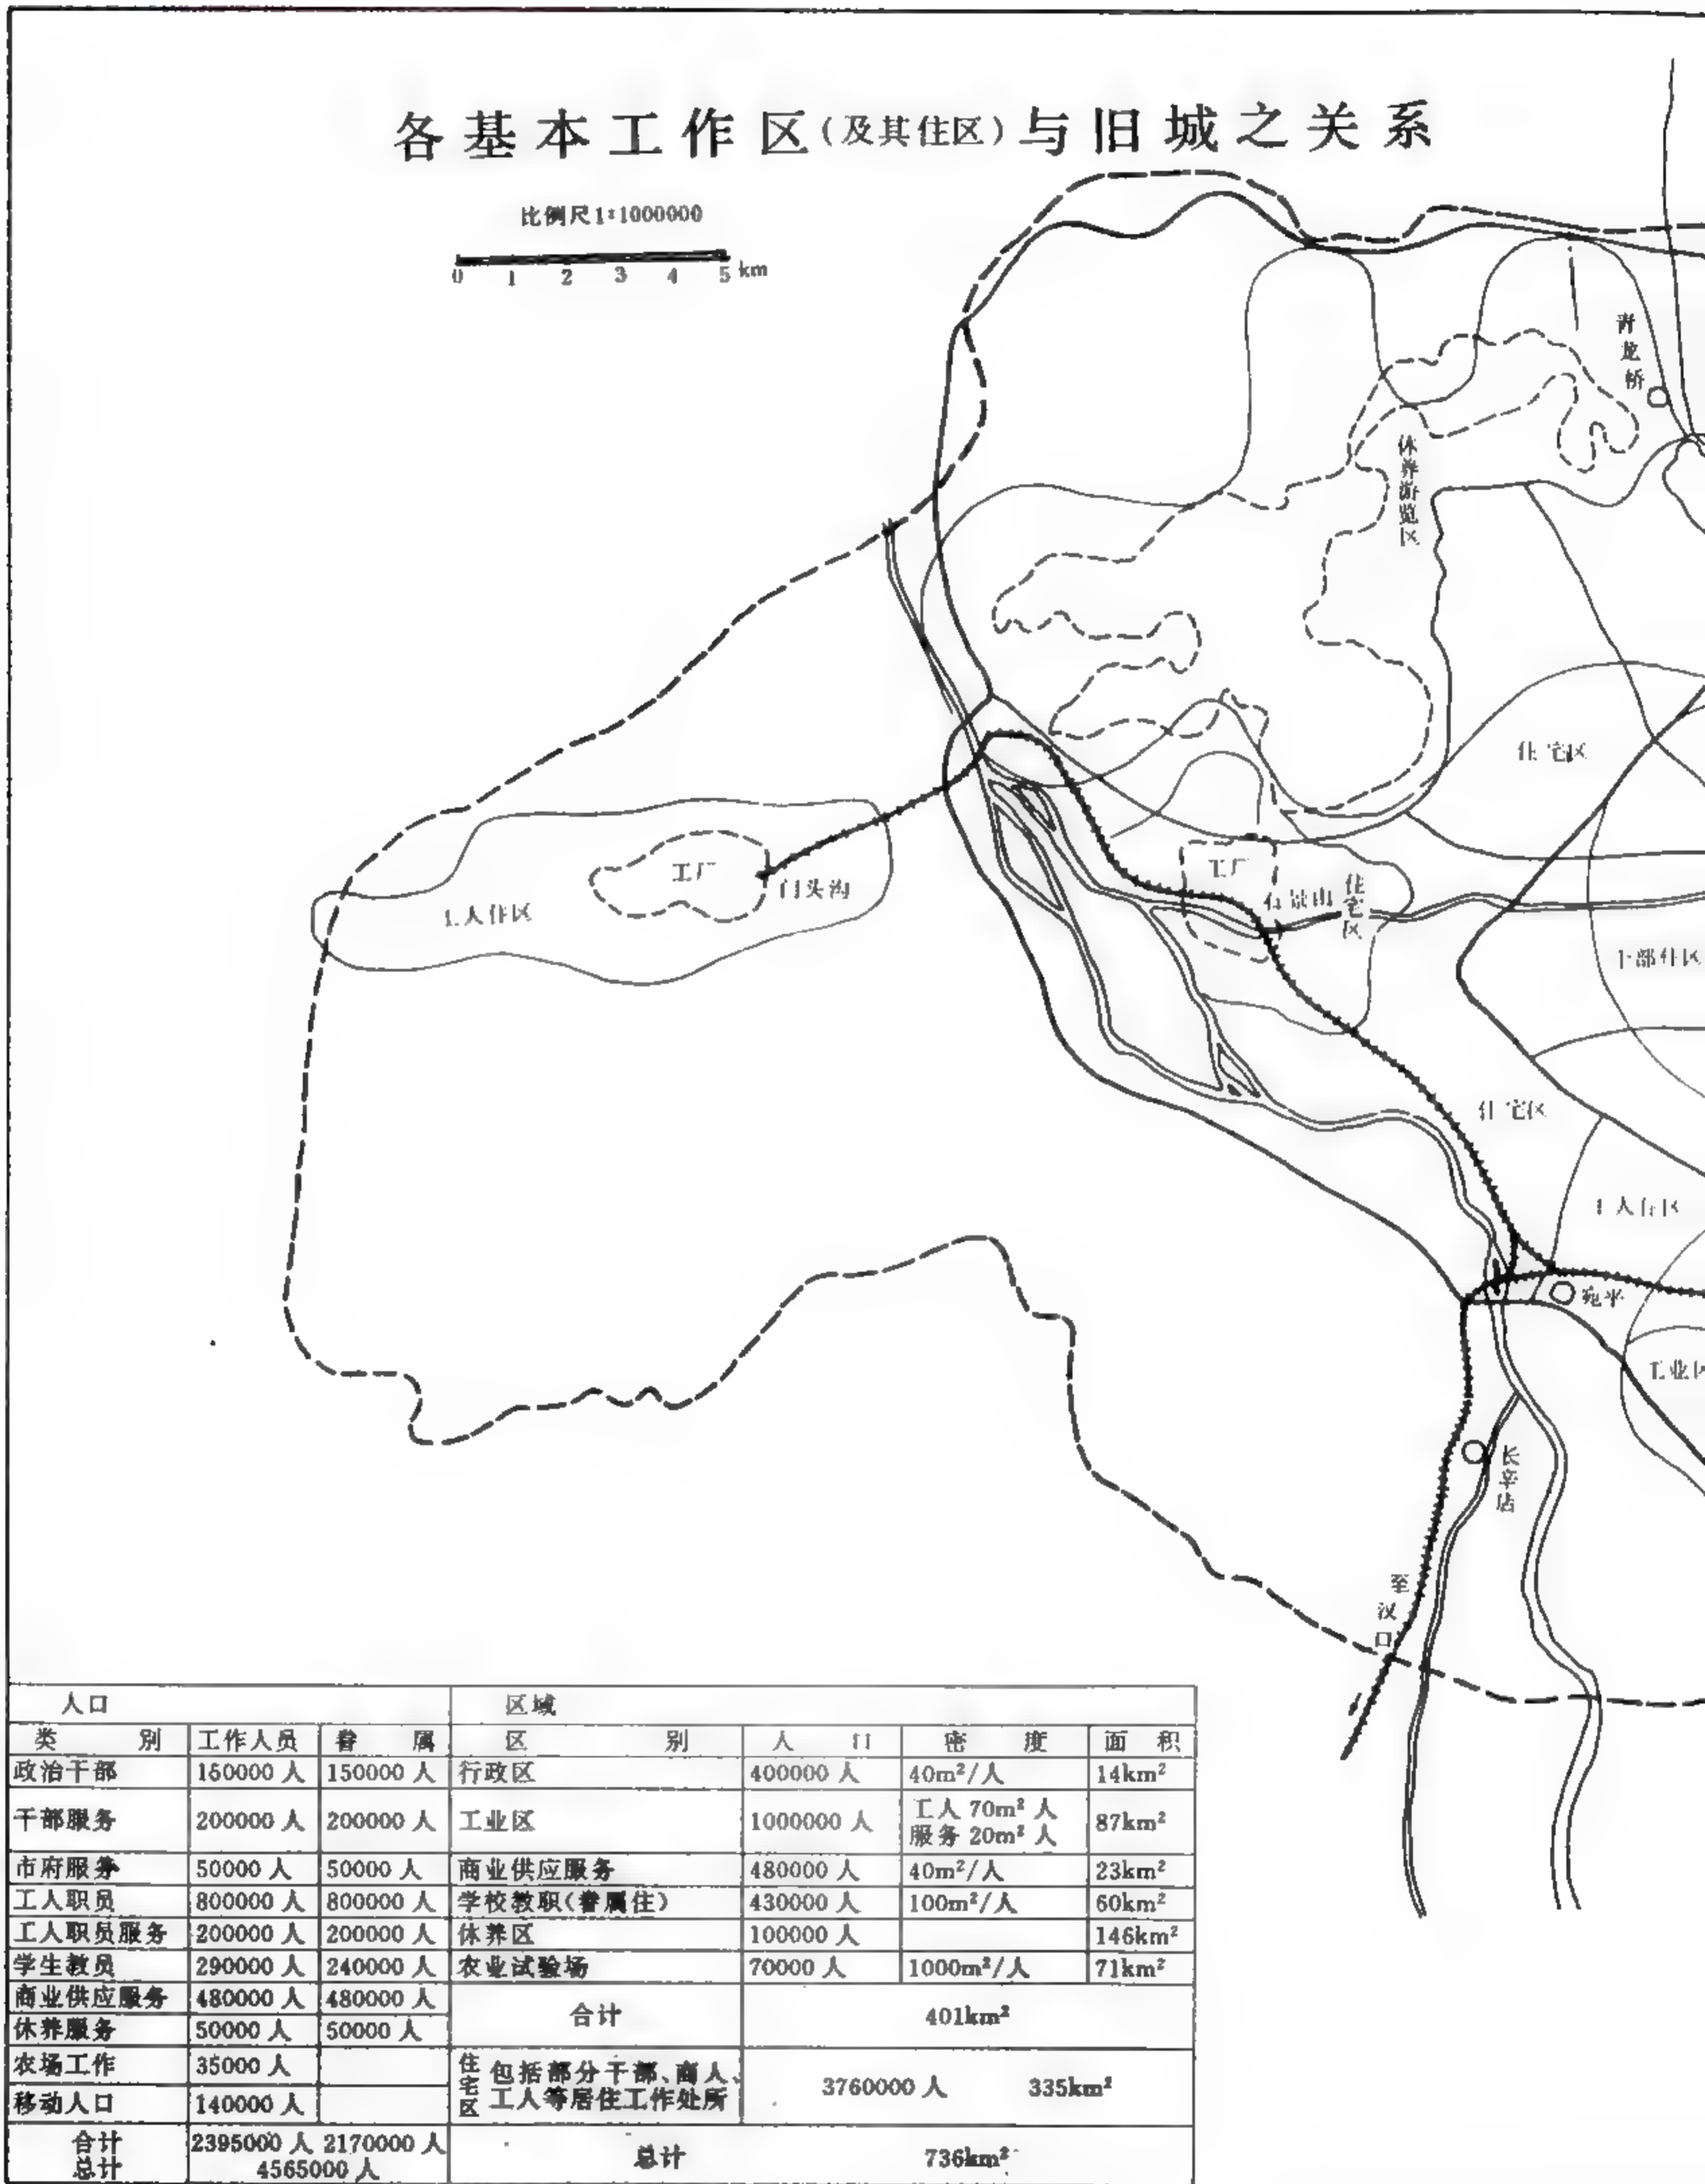 各基本工作区(及其住区)与旧城之关系
比例尺1:1000000
0 1 2 3 4 5 km
青龙桥
休养游览区
住宅区
工厂
门头沟
工人住区
工厂
石景山
住宅区
干部住区
住宅区
工人住区
宛平
工业区
长辛店
至汉口
人口 区域
类别 工作人员 眷属 区别 人口 密度 面积
政治干部 150000人 150000人 行政区 400000人 40m²/人 14km²
干部服务 200000人 200000人 工业区 1000000人 工人 70m² 人 服务 20m² 人 87km²
市府服务 50000人 50000人 商业供应服务 480000人 40m²/人 23km²
工人职员 800000人 800000人 学校教职(眷属住) 430000人 100m²/人 60km²
工人职员服务 200000人 200000人 休养区 100000人 146km²
学生教员 290000人 240000人 农业试验场 70000人 1000m²/人 71km²
商业供应服务 480000人 480000人 合计 401km²
休养服务 50000人 50000人
农场工作 35000人 住宅区 包括部分干部、商人、工人等居住工作处所 3760000人 335km²
移动人口 140000人
合计 2395000人 2170000人 总计 736km²
总计 4565000人